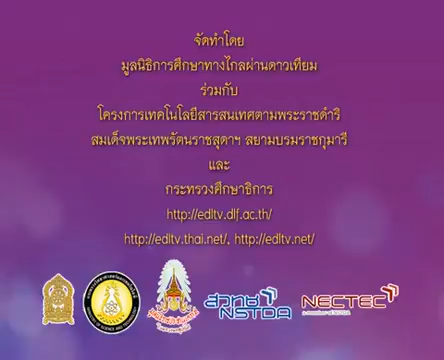 จัดทำโดย
มูลนิธิการศึกษาทางไกลผ่านดาวเทียม
ร่วมกับ
โครงการเทคโนโลยีสารสนเทศตามพระราชดำริ
สมเด็จพระเทพรัตนราชสุดาฯ สยามบรมราชกุมารี
และ
กระทรวงศึกษาธิการ
http://edltv.dlf.ac.th/
http://edltv.thai.net/, http://edltv.net/
สวทช
NSTDA
NECTEC
a member of NSTDA